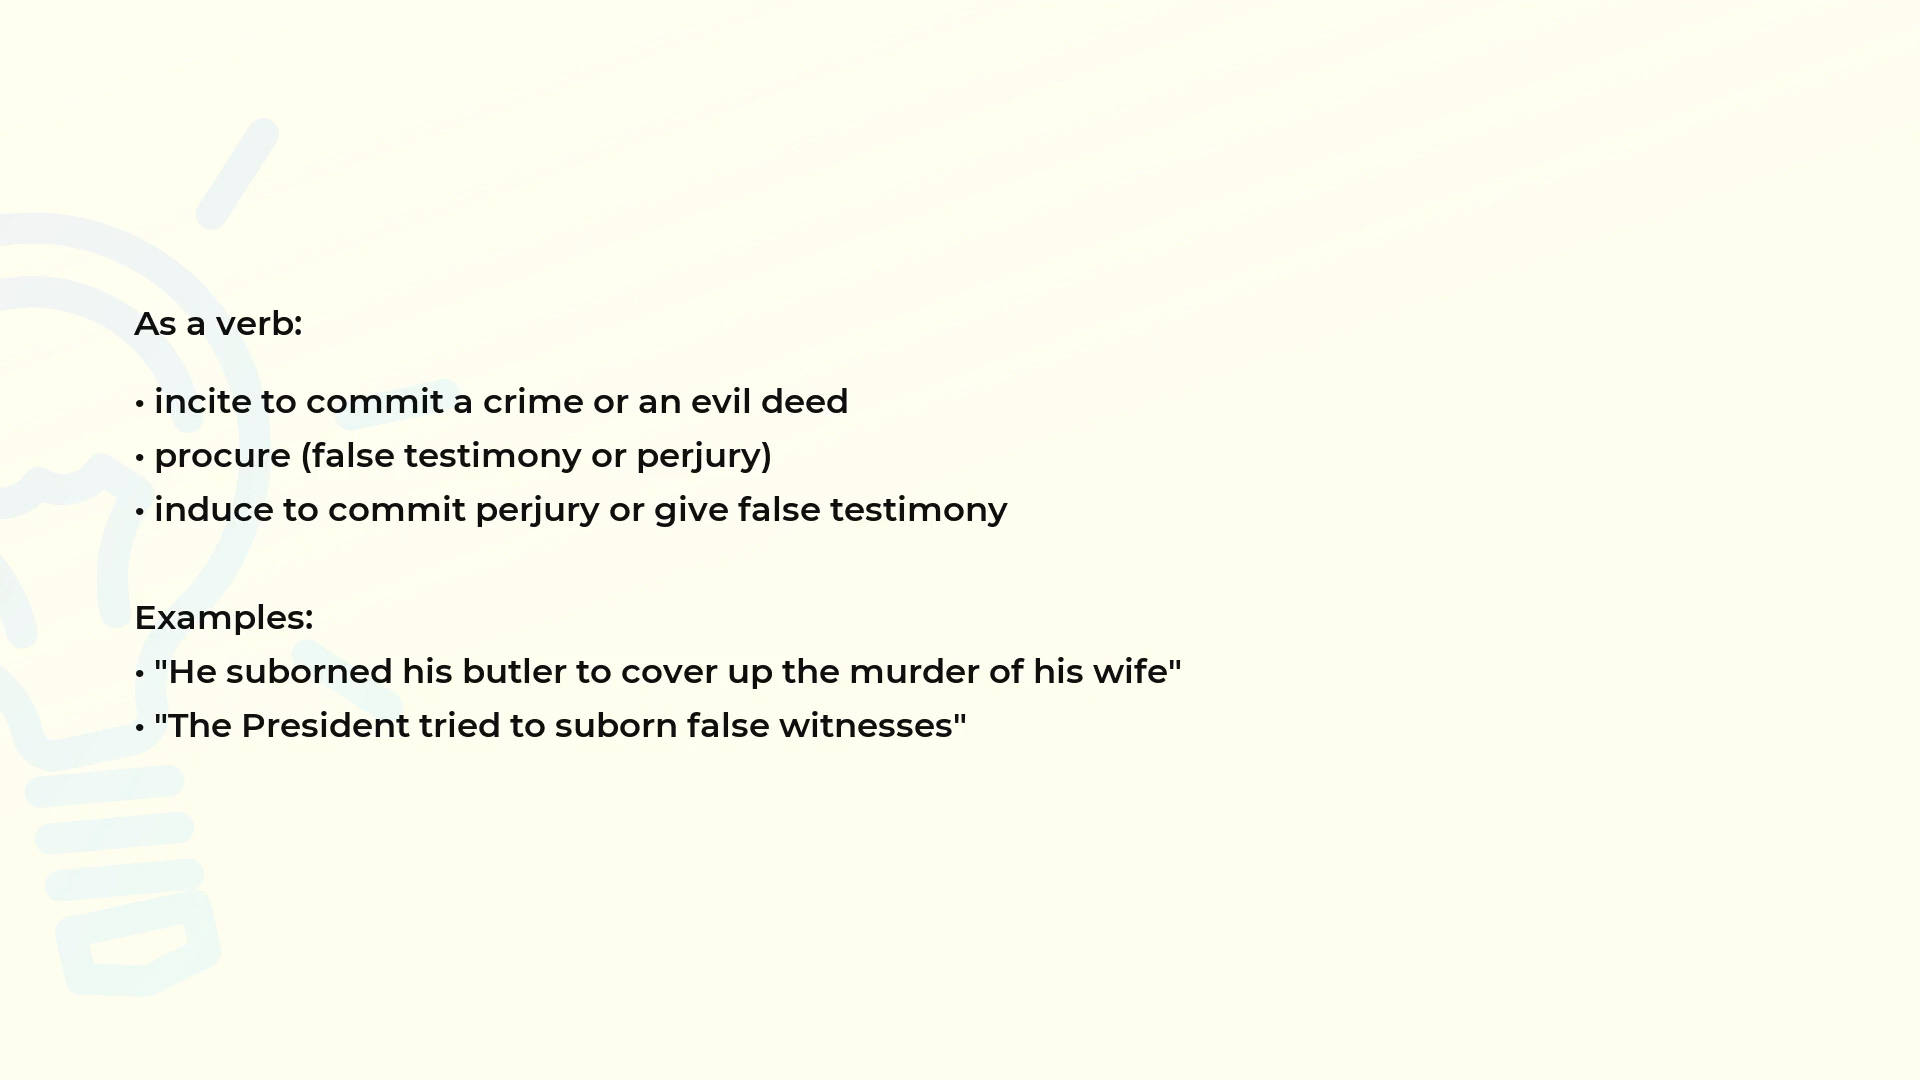 As a verb:
• incite to commit a crime or an evil deed
• procure (false testimony or perjury)
• induce to commit perjury or give false testimony
Examples:
• "He suborned his butler to cover up the murder of his wife"
• "The President tried to suborn false witnesses"